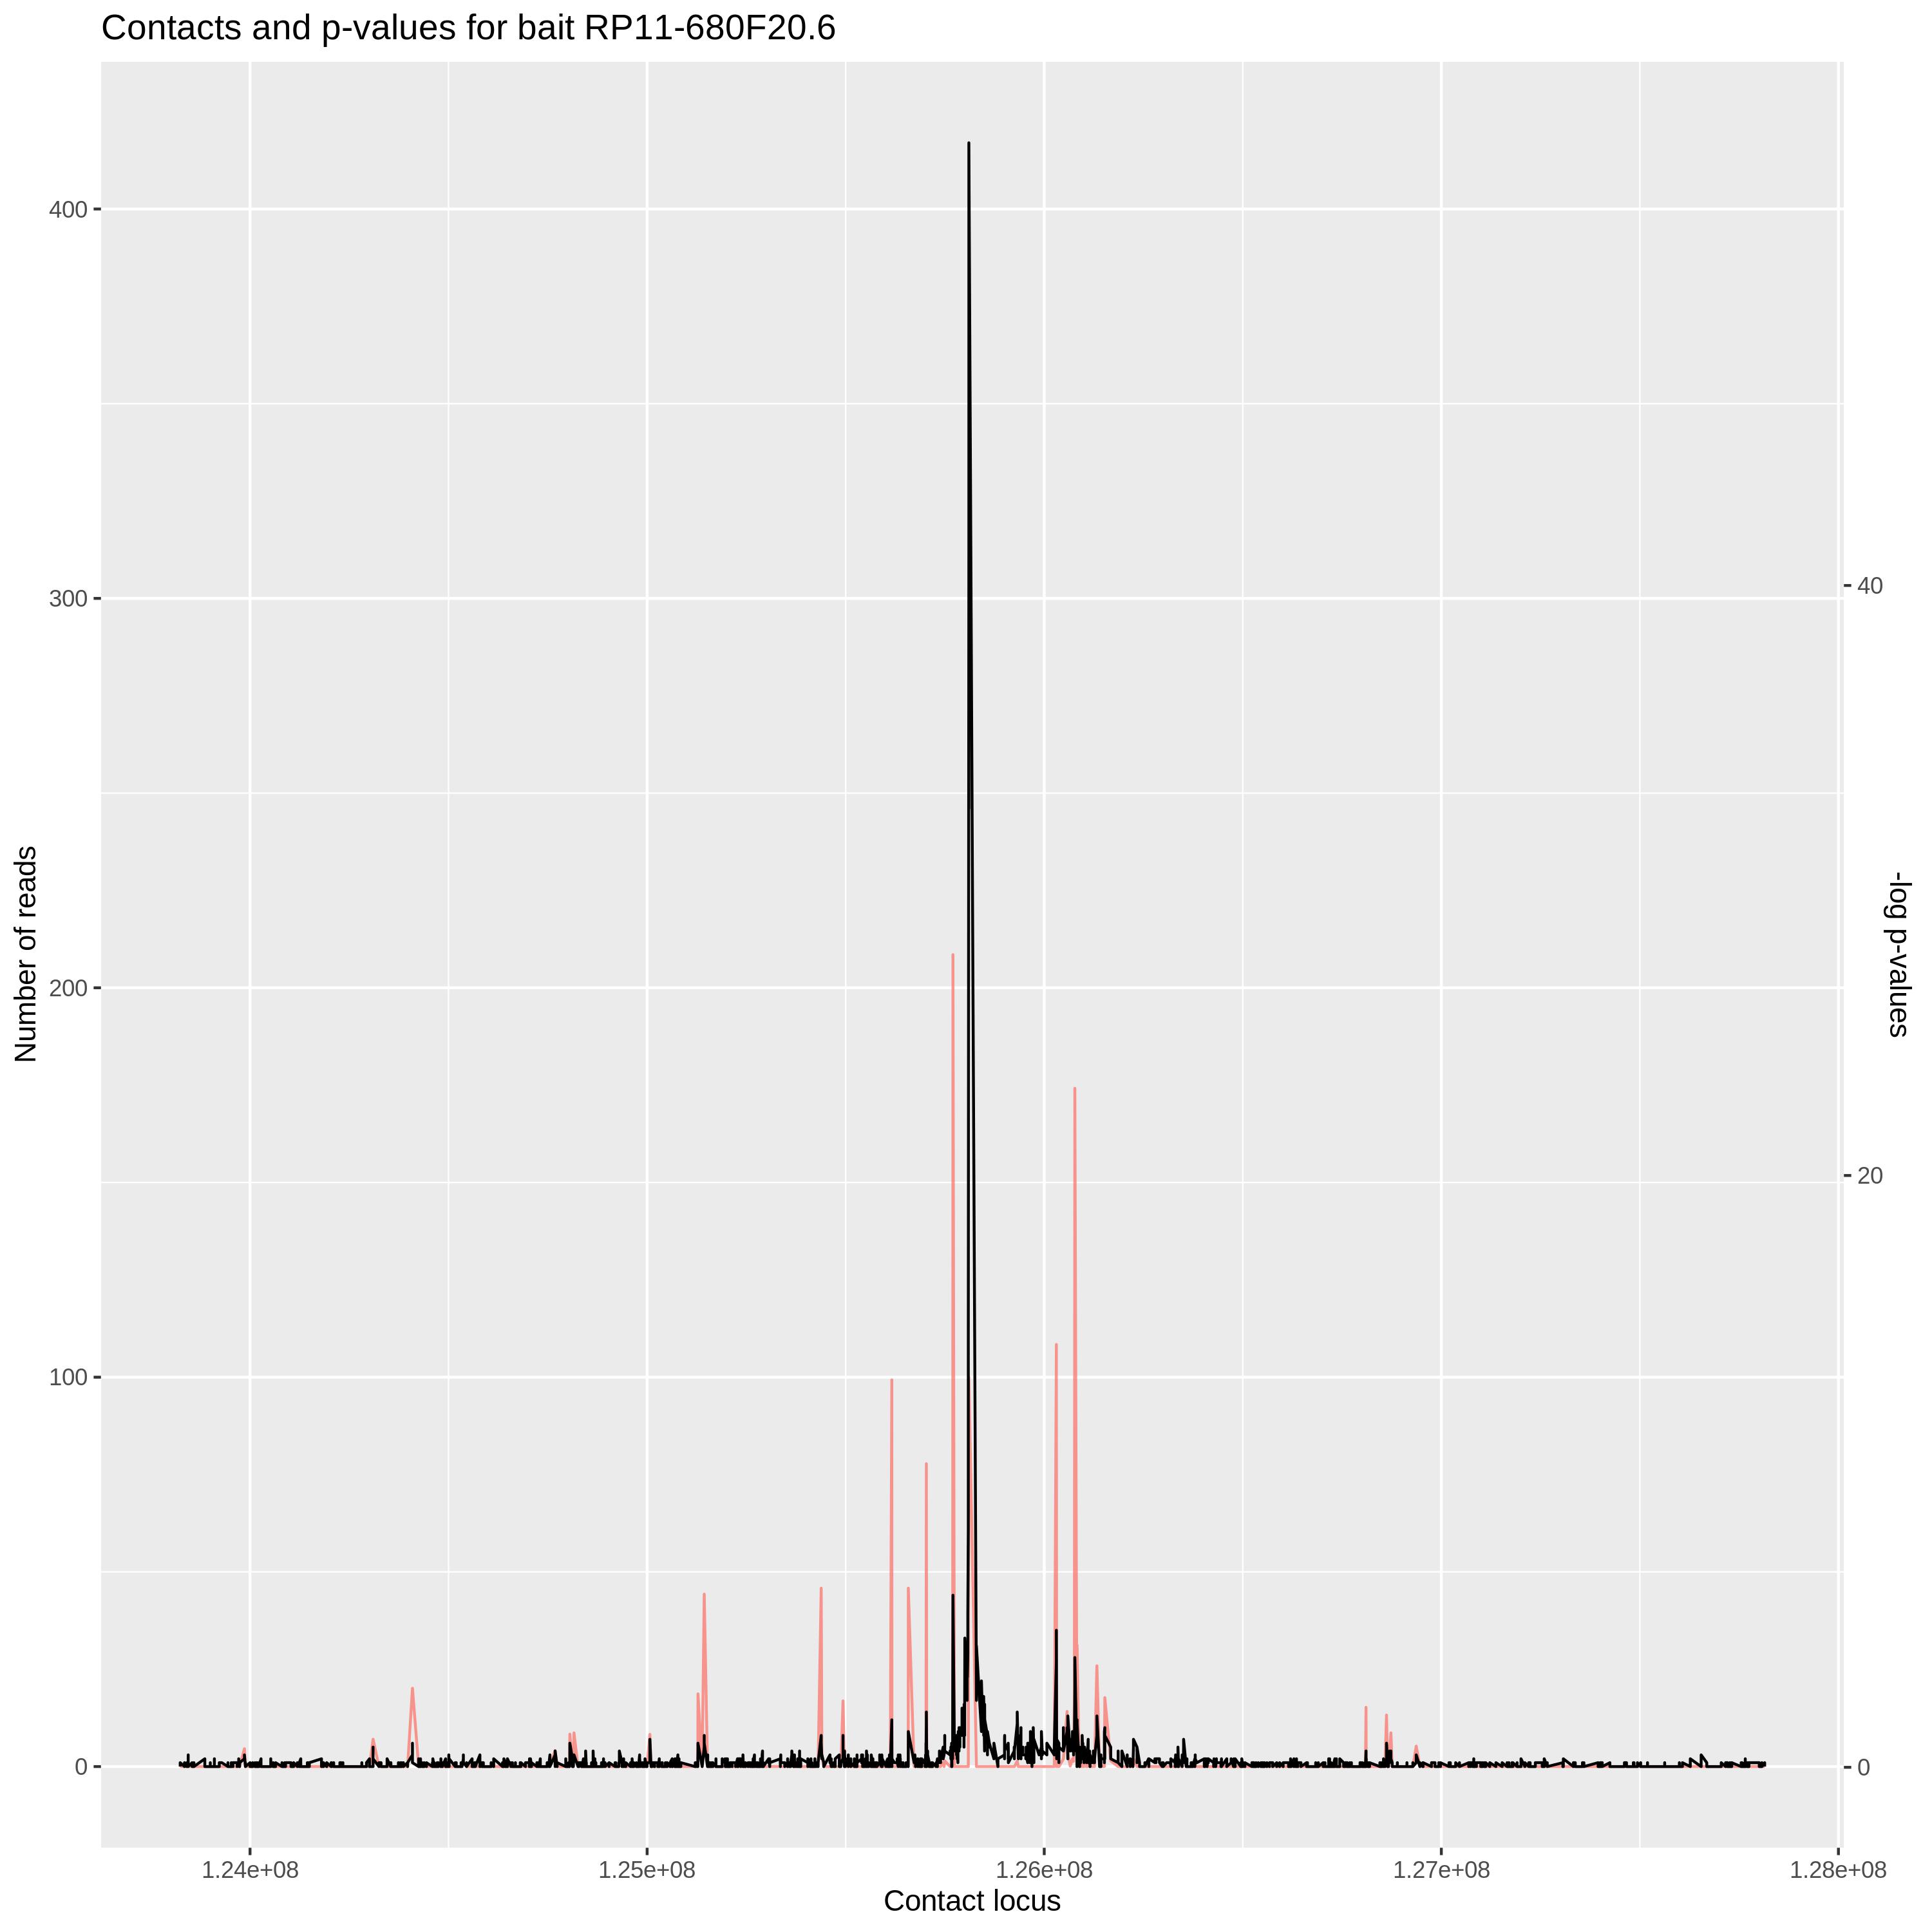 Contacts and p-values for bait RP11-680F20.6
400
300
200
100
0
Number of reads
40
20
0
-log p-values
1.24e+08
1.25e+08
1.26e+08
1.27e+08
1.28e+08
Contact locus